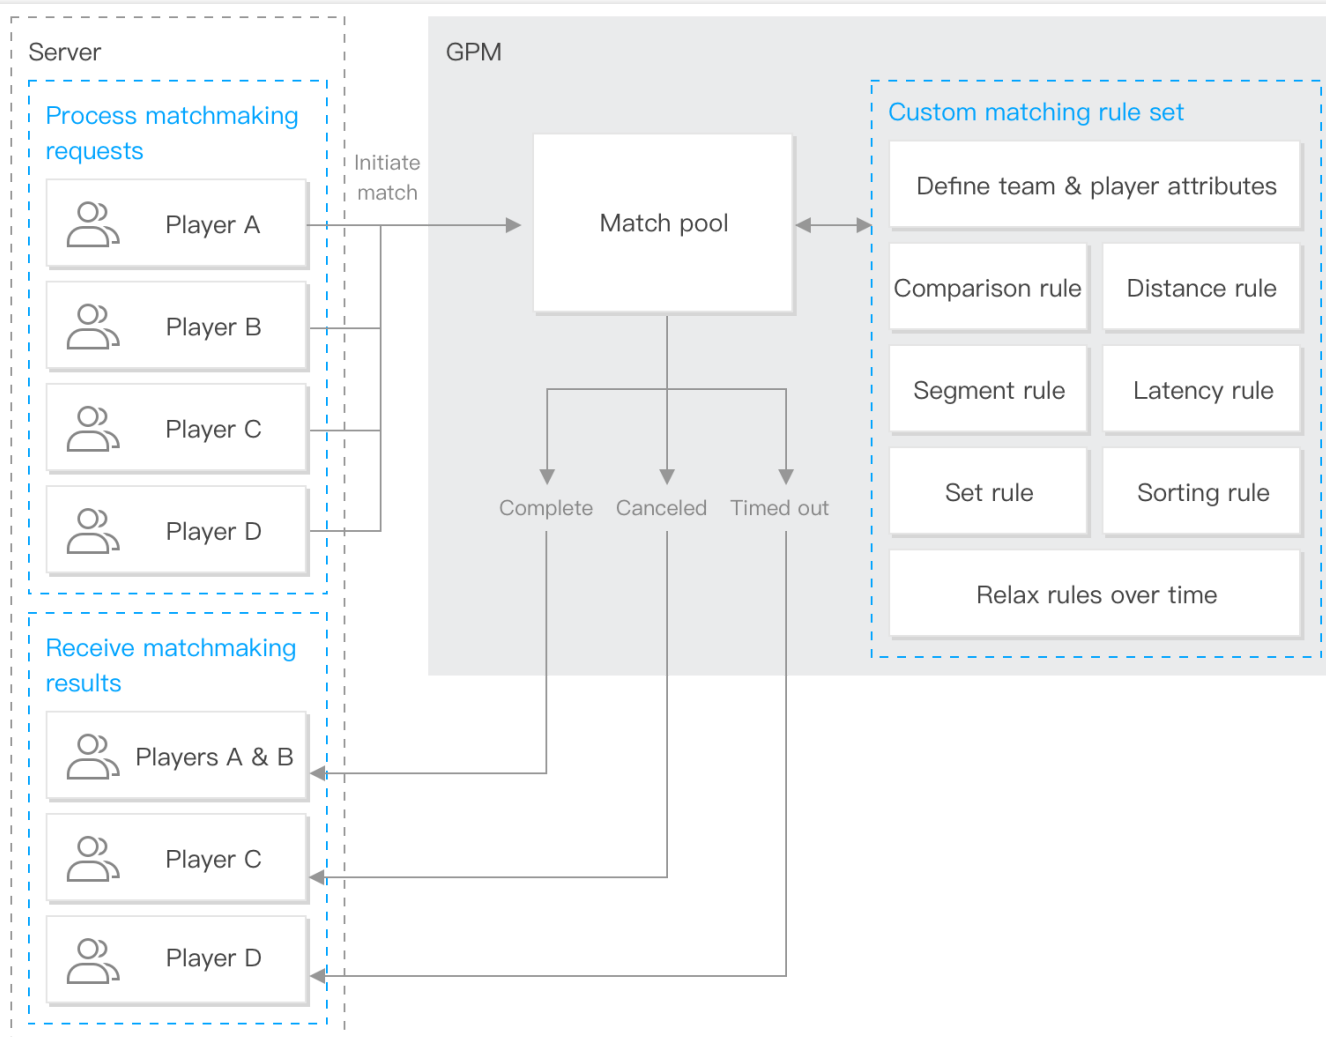 Server
Process matchmaking
requests
Player A
Player B
Player C
Player D
Initiate
match
GPM
Match pool
Complete
Canceled
Timed out
Custom matching rule set
Define team & player attributes
Comparison rule
Distance rule
Segment rule
Latency rule
Set rule
Sorting rule
Relax rules over time
Receive matchmaking
results
Players A & B
Player C
Player D